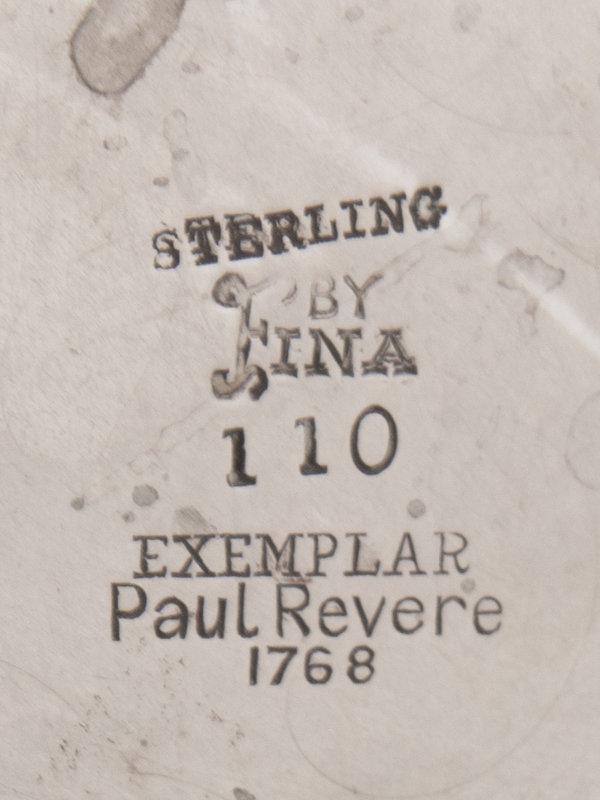 STERLING
BY
FINA
110
EXEMPLAR
Paul Revere
1768